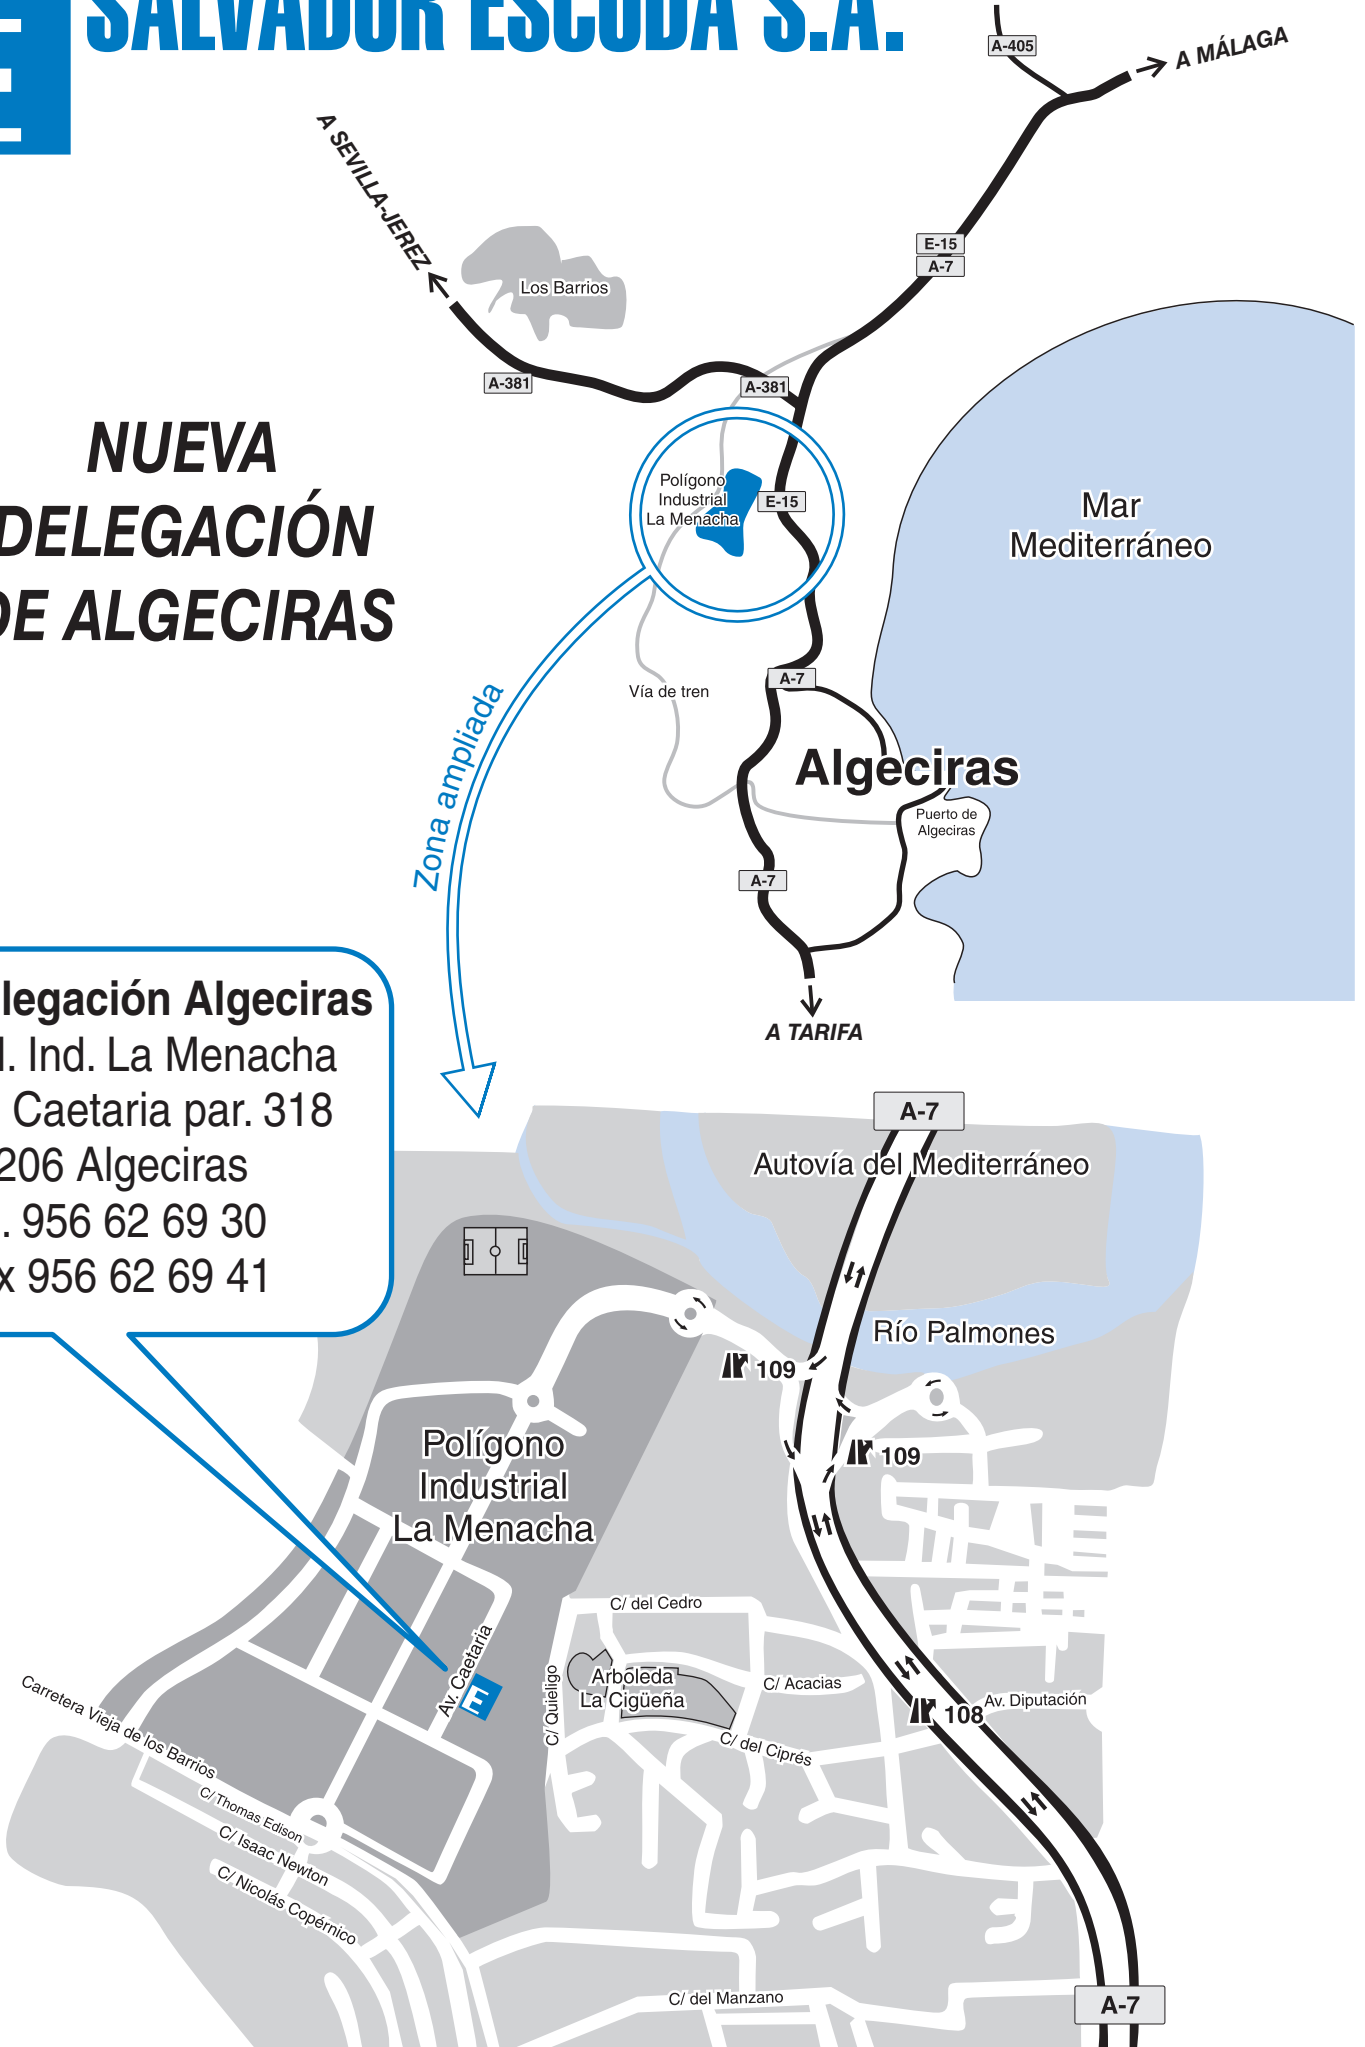 SALVADOR ESCODA S.A.
A-405
A MÁLAGA
A SEVILLA-JEREZ
E-15
A-7
Los Barrios
A-381
A-381
NUEVA
DELEGACIÓN
DE ALGECIRAS
Polígono
Industrial
La Menacha
E-15
Mar
Mediterráneo
Vía de tren
A-7
Zona ampliada
Algeciras
Puerto de
Algeciras
A-7
A TARIFA
legación Algeciras
l. Ind. La Menacha
Caetaria par. 318
206 Algeciras
. 956 62 69 30
x 956 62 69 41
A-7
Autovía del Mediterráneo
Río Palmones
109
109
Polígono
Industrial
La Menacha
C/ del Cedro
Av. Caetaria
E
C/ Quieligo
Arboleda
La Cigüeña
C/ Acacias
C/ del Ciprés
108
Av. Diputación
Carretera Vieja de los Barrios
C/ Thomas Edison
C/ Isaac Newton
C/ Nicolás Copérnico
C/ del Manzano
A-7